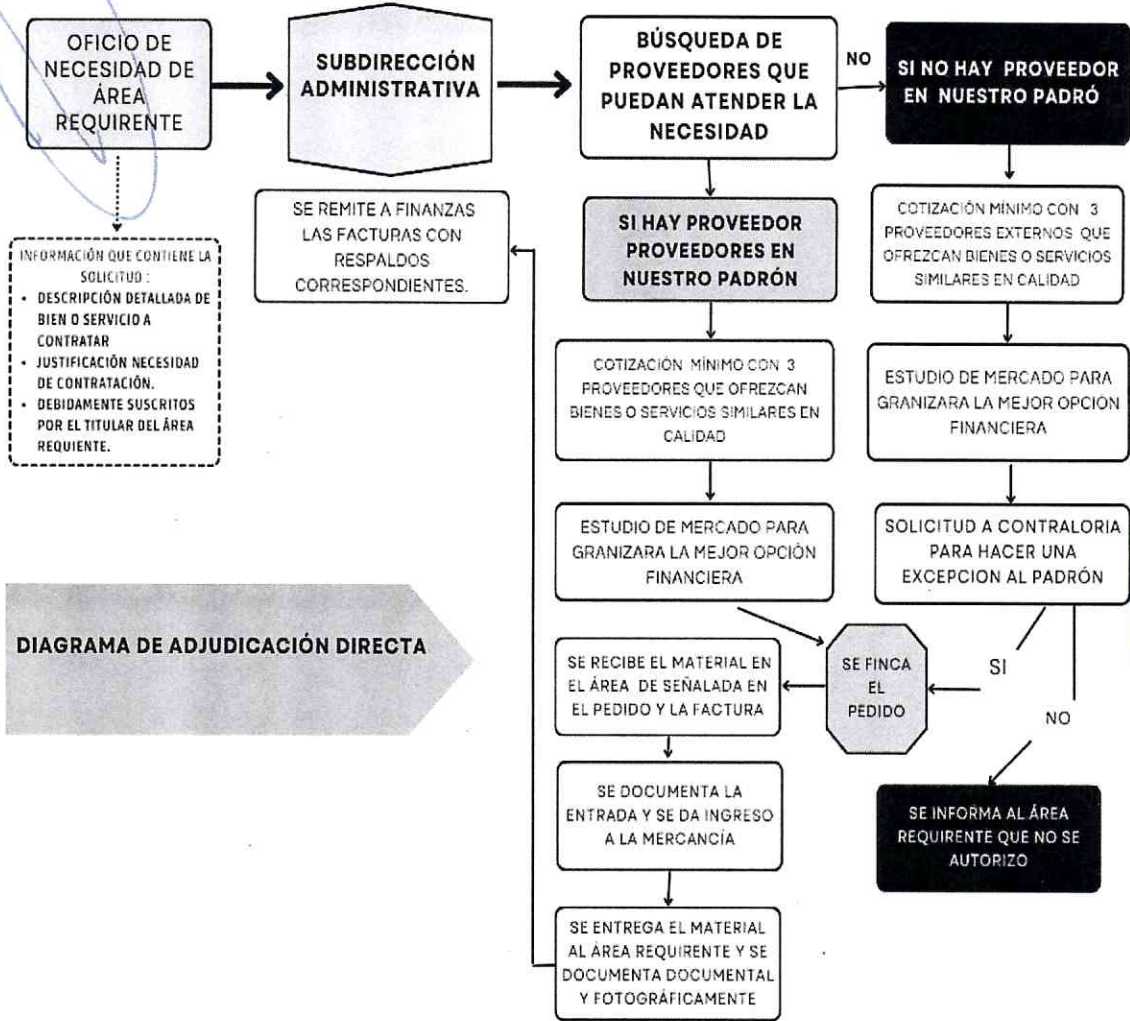 OFICIO DE
NECESIDAD DE
ÁREA
REQUIRENTE
SUBDIRECCIÓN
ADMINISTRATIVA
BÚSQUEDA DE
PROVEEDORES QUE
PUEDAN ATENDER LA
NECESIDAD
NO
SI NO HAY PROVEEDOR
EN NUESTRO PADRÓ
INFORMACIÓN QUE CONTIENE LA
SOLICITUD :
• DESCRIPCIÓN DETALLADA DE
BIEN O SERVICIO A
CONTRATAR
• JUSTIFICACIÓN NECESIDAD
DE CONTRATACIÓN.
• DEBIDAMENTE SUSCRITOS
POR EL TITULAR DEL ÁREA
REQUIENTE.
SE REMITE A FINANZAS
LAS FACTURAS CON
RESPALDOS
CORRESPONDIENTES.
SI HAY PROVEEDOR
PROVEEDORES EN
NUESTRO PADRÓN
COTIZACIÓN MÍNIMO CON 3
PROVEEDORES EXTERNOS QUE
OFREZCAN BIENES O SERVICIOS
SIMILARES EN CALIDAD
COTIZACIÓN MÍNIMO CON 3
PROVEEDORES QUE OFREZCAN
BIENES O SERVICIOS SIMILARES EN
CALIDAD
ESTUDIO DE MERCADO PARA
GRANIZARA LA MEJOR OPCIÓN
FINANCIERA
ESTUDIO DE MERCADO PARA
GRANIZARA LA MEJOR OPCIÓN
FINANCIERA
SOLICITUD A CONTRALORIA
PARA HACER UNA
EXCEPCION AL PADRÓN
DIAGRAMA DE ADJUDICACIÓN DIRECTA
SE RECIBE EL MATERIAL EN
EL ÁREA DE SEÑALADA EN
EL PEDIDO Y LA FACTURA
SE FINCA
EL
PEDIDO
SI
NO
SE DOCUMENTA LA
ENTRADA Y SE DA INGRESO
A LA MERCANCÍA
SE INFORMA AL ÁREA
REQUIRENTE QUE NO SE
AUTORIZO
SE ENTREGA EL MATERIAL
AL ÁREA REQUIRENTE Y SE
DOCUMENTA DOCUMENTAL
Y FOTOGRÁFICAMENTE